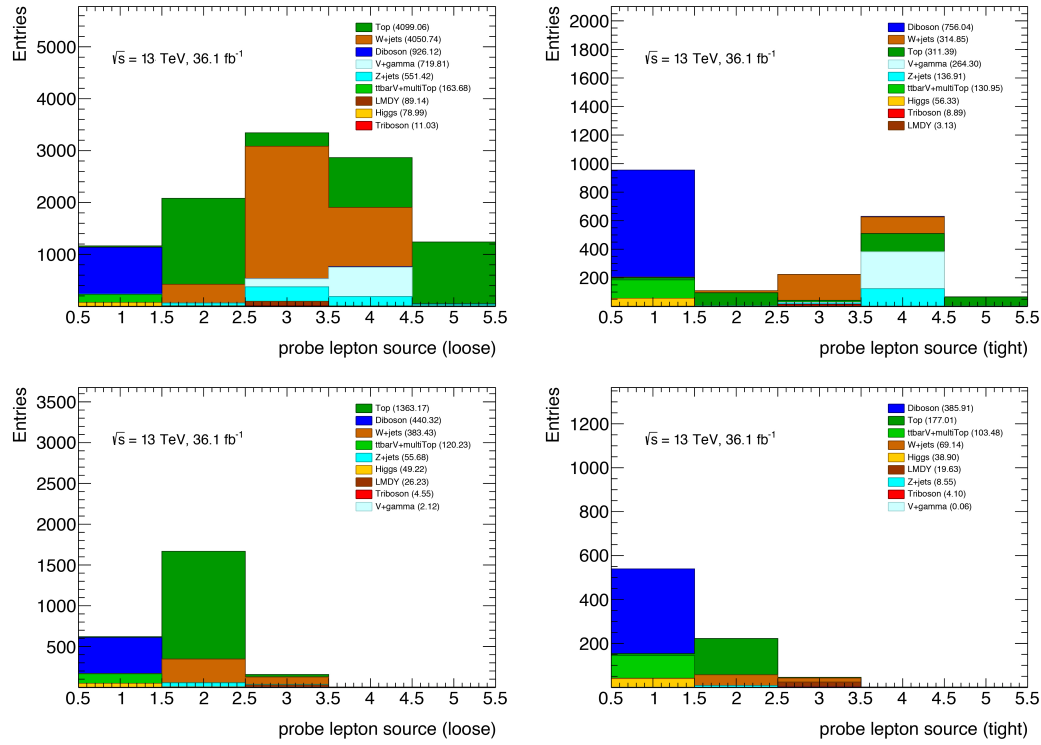 Entries
5000
4000
3000
2000
1000
√s = 13 TeV, 36.1 fb⁻¹
Top (4099.06)
W+jets (4050.74)
Diboson (926.12)
V+gamma (719.81)
Z+jets (551.42)
ttbarV+multiTop (163.68)
LMDY (89.14)
Higgs (78.99)
Triboson (11.03)
0.5 1 1.5 2 2.5 3 3.5 4 4.5 5 5.5
probe lepton source (loose)
Entries
2000
1800
1600
1400
1200
1000
800
600
400
200
0
√s = 13 TeV, 36.1 fb⁻¹
Diboson (756.04)
W+jets (314.85)
Top (311.39)
V+gamma (264.30)
Z+jets (136.91)
ttbarV+multiTop (130.95)
Higgs (56.33)
Triboson (8.89)
LMDY (3.13)
0.5 1 1.5 2 2.5 3 3.5 4 4.5 5 5.5
probe lepton source (tight)
Entries
3500
3000
2500
2000
1500
1000
500
0
√s = 13 TeV, 36.1 fb⁻¹
Top (1363.17)
Diboson (440.32)
W+jets (383.43)
ttbarV+multiTop (120.23)
Z+jets (55.68)
Higgs (49.22)
LMDY (26.23)
Triboson (4.55)
V+gamma (2.12)
0.5 1 1.5 2 2.5 3 3.5 4 4.5 5 5.5
probe lepton source (loose)
Entries
1200
1000
800
600
400
200
√s = 13 TeV, 36.1 fb⁻¹
Diboson (385.91)
Top (177.01)
ttbarV+multiTop (103.48)
W+jets (69.14)
Higgs (38.90)
LMDY (19.63)
Z+jets (8.55)
Triboson (4.10)
V+gamma (0.06)
0.5 1 1.5 2 2.5 3 3.5 4 4.5 5 5.5
probe lepton source (tight)